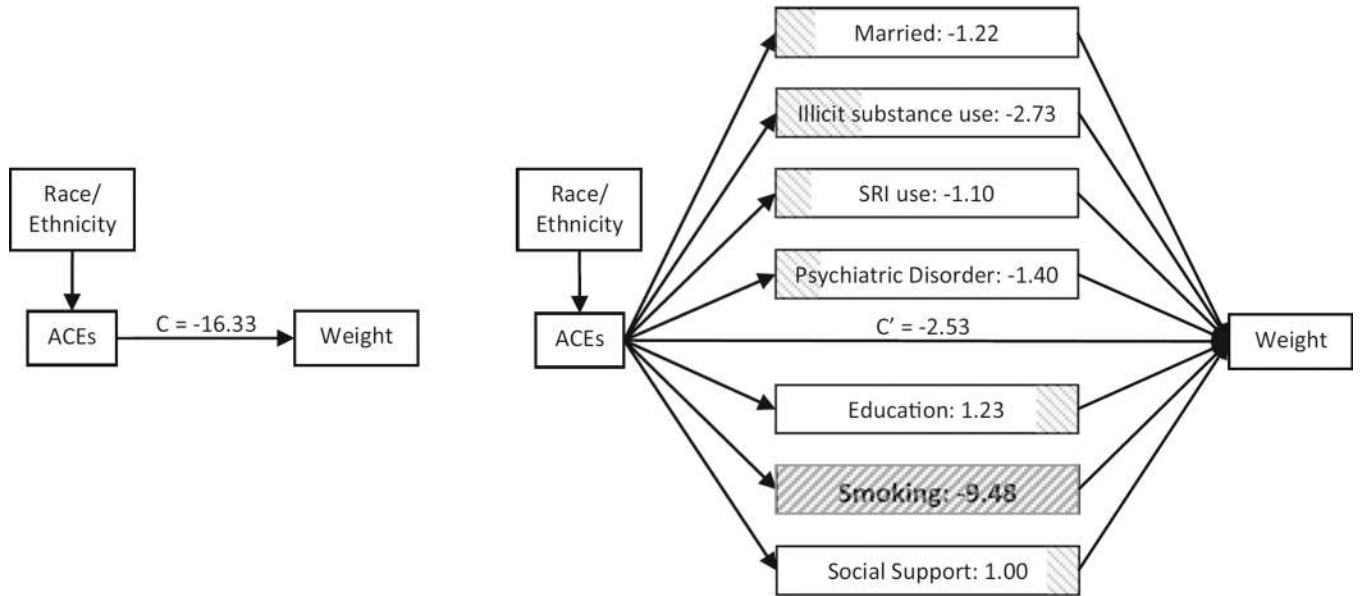 Race/
Ethnicity
ACEs
C = -16.33
Weight
Race/
Ethnicity
ACEs
Married: -1.22
Illicit substance use: -2.73
SRI use: -1.10
Psychiatric Disorder: -1.40
C’ = -2.53
Education: 1.23
Smoking: -9.48
Social Support: 1.00
Weight